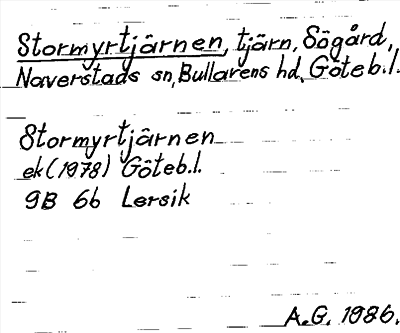 Stormyrtjärnen, tjärn, Sögård,
Naverstads sn, Bullarens hd, Göteb.l.
Stormyrtjärnen
ek (1978) Göteb.l.
9B 6b Lersik
A.G. 1986.